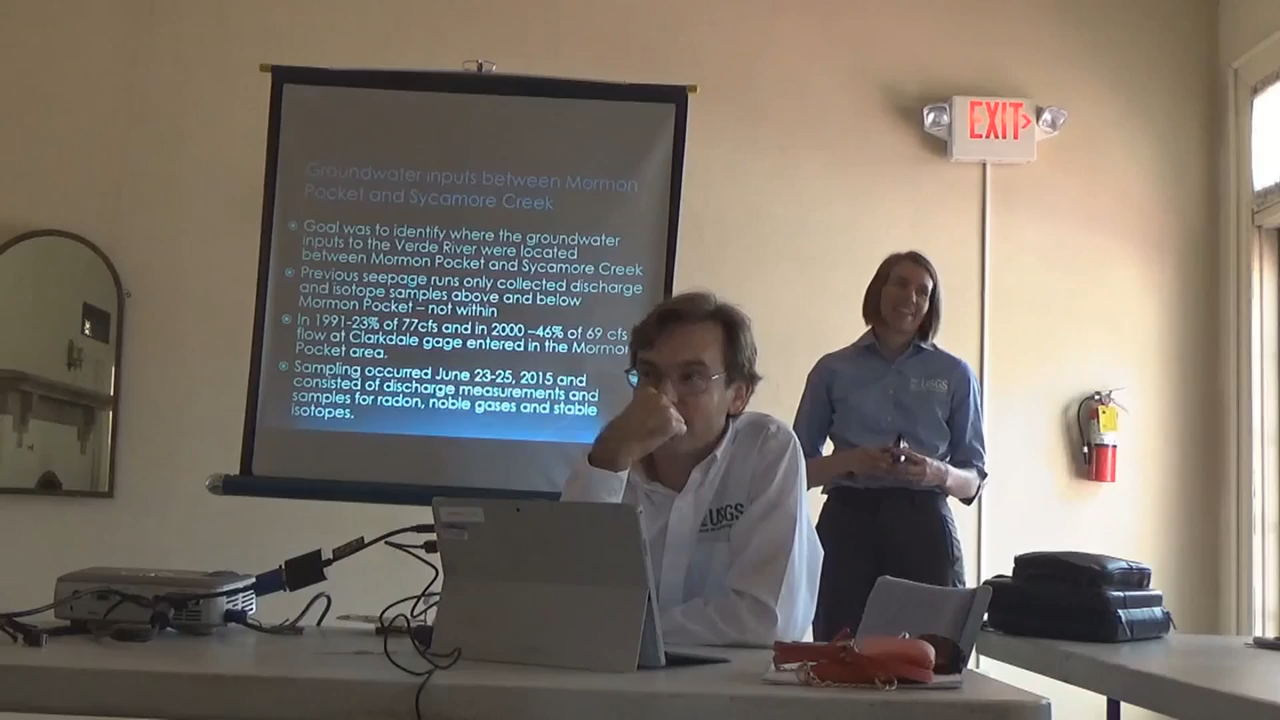 Groundwater inputs between Mormon
Pocket and Sycamore Creek
Goal was to identify where the groundwater
inputs to the Verde River were located
between Mormon Pocket and Sycamore Creek
Previous seepage runs only collected discharge
and isotope samples above and below
Mormon Pocket – not within
In 1991-23% of 77cfs and in 2000 –46% of 69 cfs
flow at Clarkdale gage entered in the Mormon
Pocket area.
Sampling occurred June 23-25, 2015 and
consisted of discharge measurements and
samples for radon, noble gases and stable
isotopes.
EXIT>
USGS
USGS